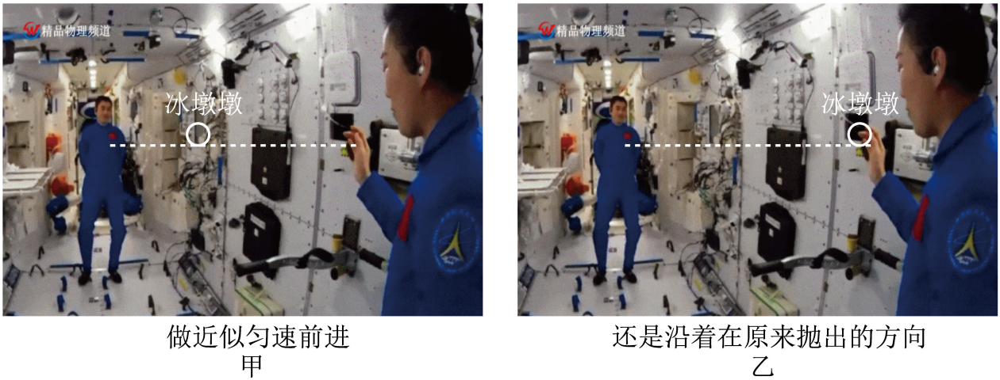 精品物理频道
冰墩墩
做近似匀速前进
甲
精品物理频道
冰墩墩
还是沿着在原来抛出的方向
乙